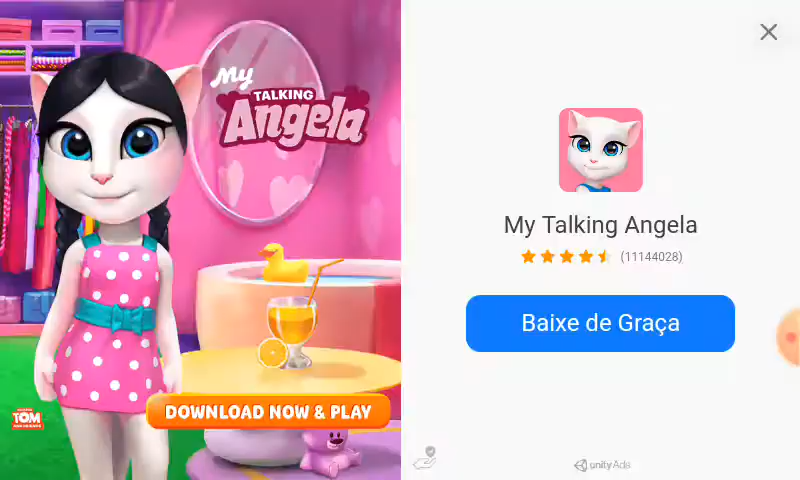 My
TALKING
Angela
TOM
DOWNLOAD NOW & PLAY
My Talking Angela
(11144028)
Baixe de Graça
unity Ads